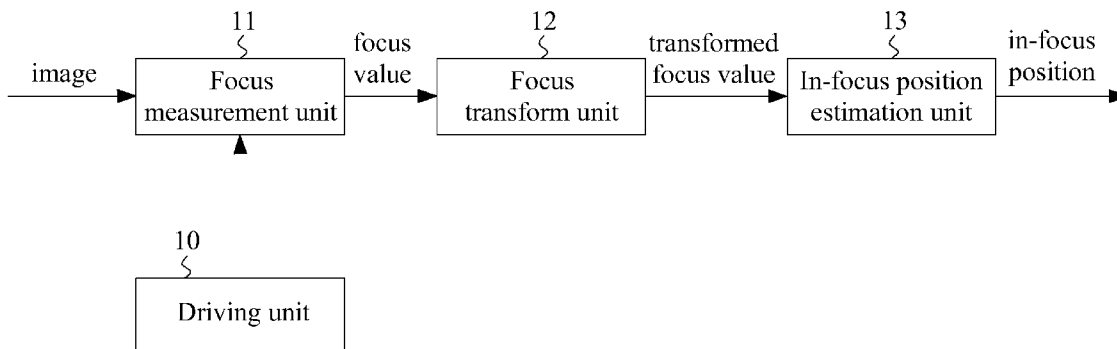 11
12
13
image
focus
value
transformed
focus value
in-focus
position
Focus
measurement unit
Focus
transform unit
In-focus position
estimation unit
10
Driving unit